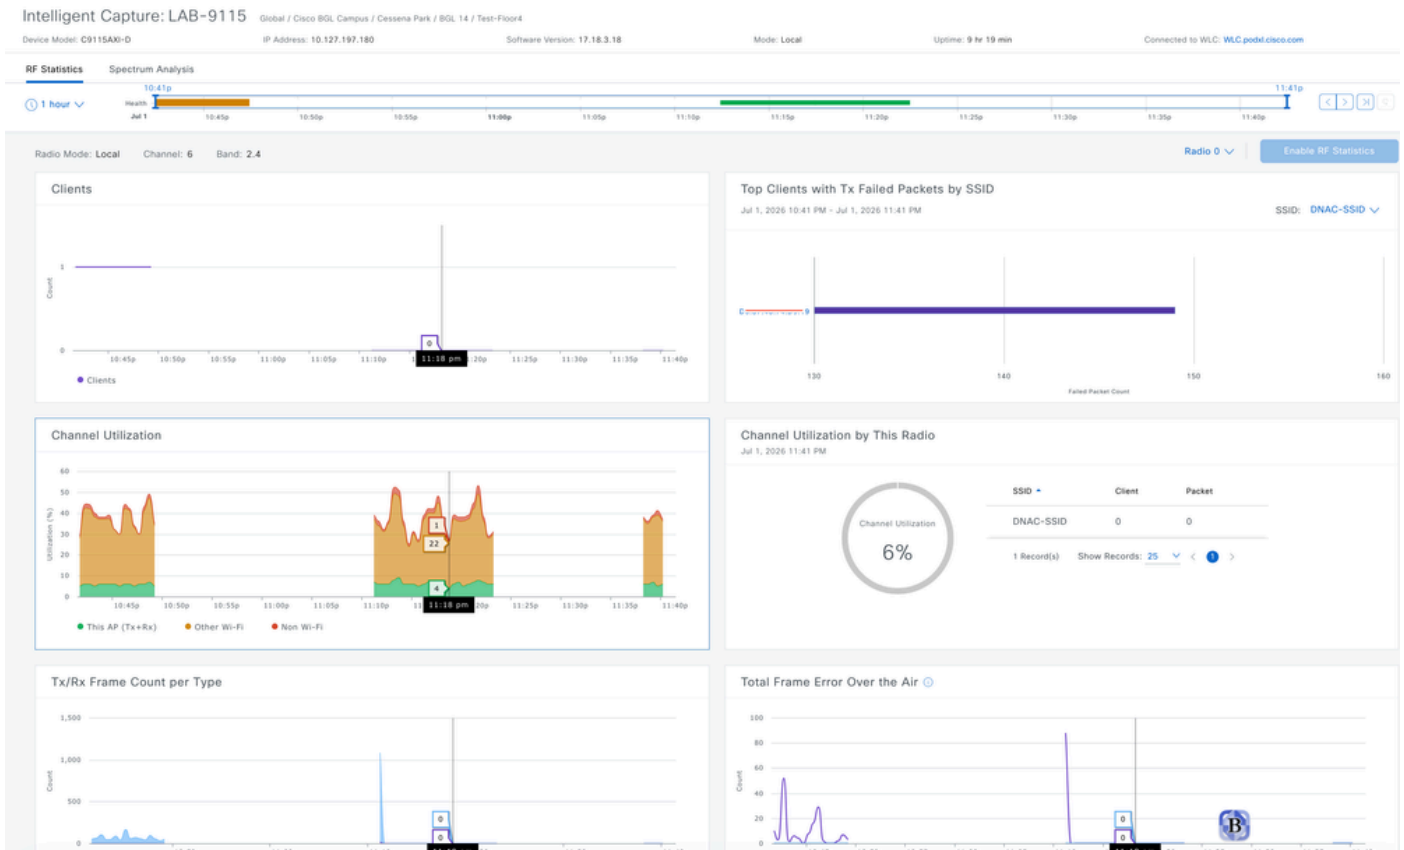 Intelligent Capture: LAB-9115 Global / Cisco BGL Campus / Cessena Park / BGL 14 / Test-Floor4
Device Model: C9115AXI-D IP Address: 10.127.197.180 Software Version: 17.18.3.18 Mode: Local Uptime: 9 hr 19 min Connected to WLC: WLC.podxl.cisco.com
RF Statistics Spectrum Analysis
10:41p 11:41p
1 hour Health
Jul 1 10:45p 10:50p 10:55p 11:00p 11:05p 11:10p 11:15p 11:20p 11:25p 11:30p 11:35p 11:40p
Radio Mode: Local Channel: 6 Band: 2.4 Radio 0 Enable RF Statistics
Clients
1
Count
0
0
10:45p 10:50p 10:55p 11:00p 11:05p 11:10p 11:18 pm :20p 11:25p 11:30p 11:35p 11:40p
Clients
Top Clients with Tx Failed Packets by SSID
Jul 1, 2026 10:41 PM - Jul 1, 2026 11:41 PM SSID: DNAC-SSID
130 140 150 160
Failed Packet Count
Channel Utilization
60
50
40
30
20
10
0
Utilization (%)
1
22
4
10:45p 10:50p 10:55p 11:00p 11:05p 11:10p 11 11:18 pm 20p 11:25p 11:30p 11:35p 11:40p
This AP (Tx+Rx) Other Wi-Fi Non Wi-Fi
Channel Utilization by This Radio
Jul 1, 2026 11:41 PM
Channel Utilization
6%
SSID Client Packet
DNAC-SSID 0 0
1 Record(s) Show Records: 25 1
Tx/Rx Frame Count per Type
1,500
1,000
500
0
Count
0
0
Total Frame Error Over the Air
100
80
60
40
20
0
Count
0
0
B